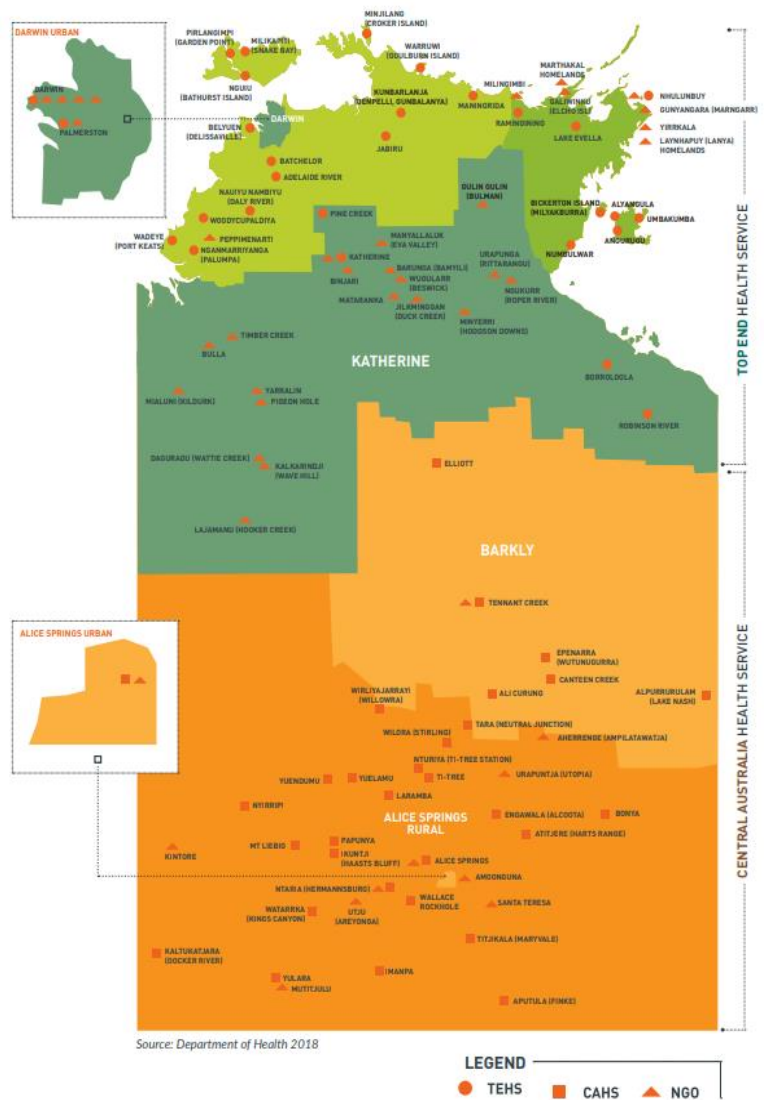 DARWIN URBAN
DARWIN
PALMERSTON
PIRLANGIMPI
(GARDEN POINT)
MILIKAPITI
(SNAKE BAY)
NGUIU
(BATHURST ISLAND)
MINJILANG
(CROKER ISLAND)
WARRUWI
(GOULBURN ISLAND)
KUNBARLANJA
(OENPELLI, GUNBALANYA)
MANINGRIDA
MILINGIMBI
RAMINGINING
MARTHAKAL
HOMELANDS
GALIWINKU
(ELCHO ISL)
NHULUNBUY
GUNYANGARA (MARNGARR)
YIRRKALA
LAYNHAPUY (LANYA)
HOMELANDS
LAKE EVELLA
BELYUEN
(DELISSAVILLE)
DARWIN
JABIRU
BATCHELOR
ADELAIDE RIVER
NAUIYU NAMBIYU
(DALY RIVER)
WOODYCUPALDIYA
WADEYE
(PORT KEATS)
PEPPIMENARTI
NGANMARRIYANGA
(PALUMPA)
PINE CREEK
GULIN GULIN
(BULMAN)
BICKERTON ISLAND
(MILYAKBURRA)
ALYANGULA
UMBAKUMBA
ANGURUGU
NUMBULWAR
MANYALLALUK
(EVA VALLEY)
KATHERINE
BINJARI
BARUNGA (BAMYILI)
WUGULARR
(BESWICK)
MATARANKA
JILKMINGGAN
(DUCK CREEK)
URAPUNGA
(RITTARANGU)
NGUKURR
(ROPER RIVER)
MINYERRI
(HODGSON DOWNS)
TIMBER CREEK
BULLA
KATHERINE
BORROLOOLA
MIALUNI (KILDURK)
YARRALIN
PIGEON HOLE
ROBINSON RIVER
DAGURAGU (WATTIE CREEK)
KALKARINDJI
(WAVE HILL)
LAJAMANU (HOOKER CREEK)
TOP END HEALTH SERVICE
ELLIOTT
BARKLY
TENNANT CREEK
EPENARRA
(WUTUNUGURRA)
CANTEEN CREEK
ALI CURUNG
ALPURRURULAM
(LAKE NASH)
ALICE SPRINGS URBAN
WIRLIYAJARRAYI
(WILLOWRA)
TARA (NEUTRAL JUNCTION)
WILORA (STIRLING)
AHERRENGE (AMPILATAWATJA)
NTURIYA (TI-TREE STATION)
TI-TREE
URAPUNTJA (UTOPIA)
YUENDUMU
YUELAMU
LARAMBA
NYIRRIPI
ALICE SPRINGS
RURAL
ENGAWALA (ALCOOTA)
BONYA
ATITJERE (HARTS RANGE)
KINTORE
MT LIEBIG
PAPUNYA
IKUNTJI
(HAASTS BLUFF)
ALICE SPRINGS
AMOONGUNA
NTARIA (HERMANNSBURG)
WALLACE
ROCKHOLE
SANTA TERESA
WATARRKA
(KINGS CANYON)
UTJU
(AREYONGA)
TITJIKALA (MARYVALE)
KALTUKATJARA
(DOCKER RIVER)
IMANPA
YULARA
MUTITJULU
APUTULA (FINKE)
CENTRAL AUSTRALIA HEALTH SERVICE
Source: Department of Health 2018
LEGEND
TEHS CAHS NGO